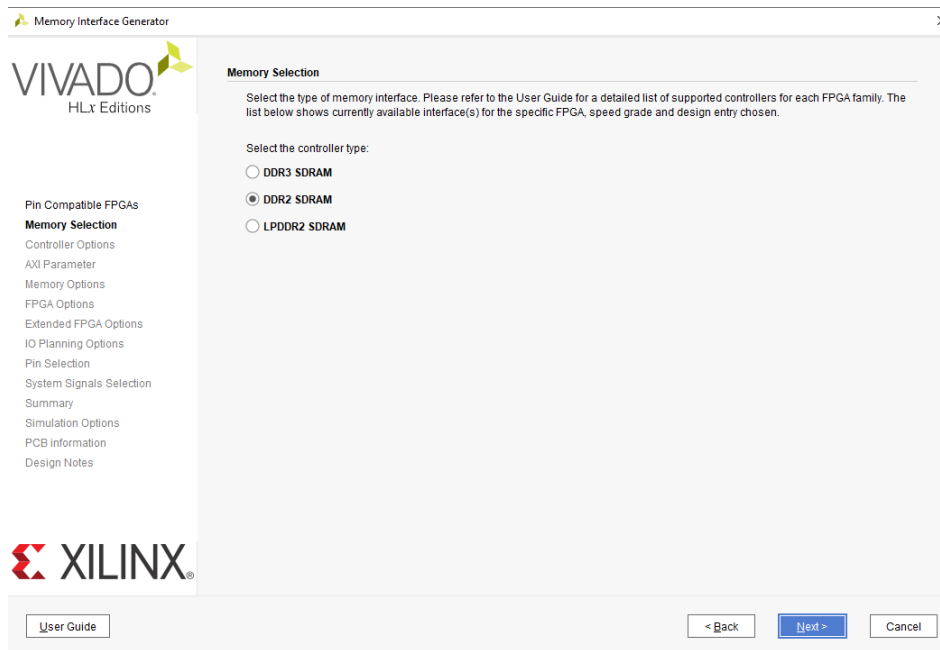 Memory Interface Generator
VIVADO.
HLx Editions
Pin Compatible FPGAs
Memory Selection
Controller Options
AXI Parameter
Memory Options
FPGA Options
Extended FPGA Options
IO Planning Options
Pin Selection
System Signals Selection
Summary
Simulation Options
PCB information
Design Notes
XILINX®
Memory Selection
Select the type of memory interface. Please refer to the User Guide for a detailed list of supported controllers for each FPGA family. The
list below shows currently available interface(s) for the specific FPGA, speed grade and design entry chosen.
Select the controller type:
DDR3 SDRAM
DDR2 SDRAM
LPDDR2 SDRAM
User Guide
< Back
Next >
Cancel